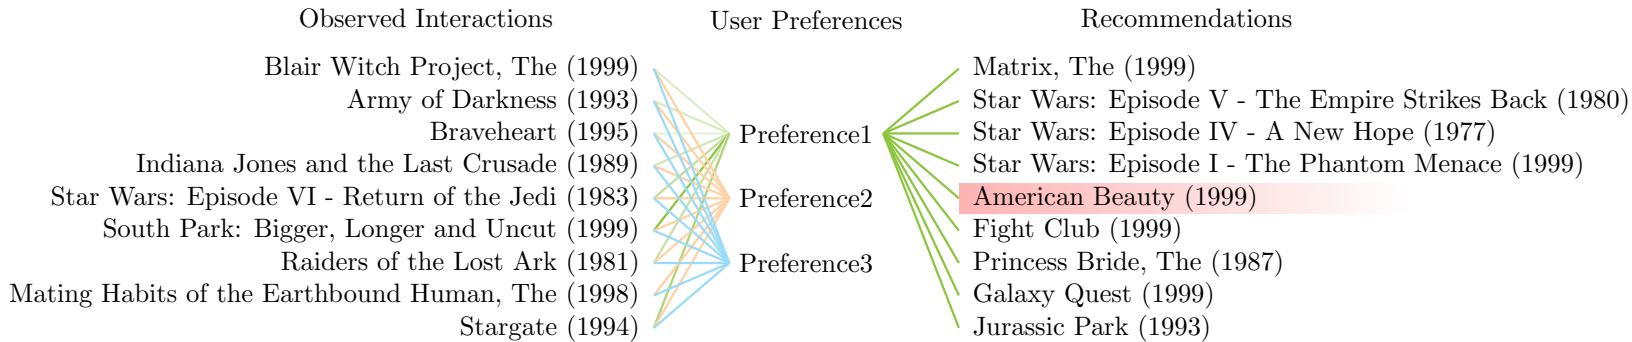 Observed Interactions
User Preferences
Recommendations
Blair Witch Project, The (1999)
Army of Darkness (1993)
Braveheart (1995)
Indiana Jones and the Last Crusade (1989)
Star Wars: Episode VI - Return of the Jedi (1983)
South Park: Bigger, Longer and Uncut (1999)
Raiders of the Lost Ark (1981)
Mating Habits of the Earthbound Human, The (1998)
Stargate (1994)
Preference1
Preference2
Preference3
Matrix, The (1999)
Star Wars: Episode V - The Empire Strikes Back (1980)
Star Wars: Episode IV - A New Hope (1977)
Star Wars: Episode I - The Phantom Menace (1999)
American Beauty (1999)
Fight Club (1999)
Princess Bride, The (1987)
Galaxy Quest (1999)
Jurassic Park (1993)